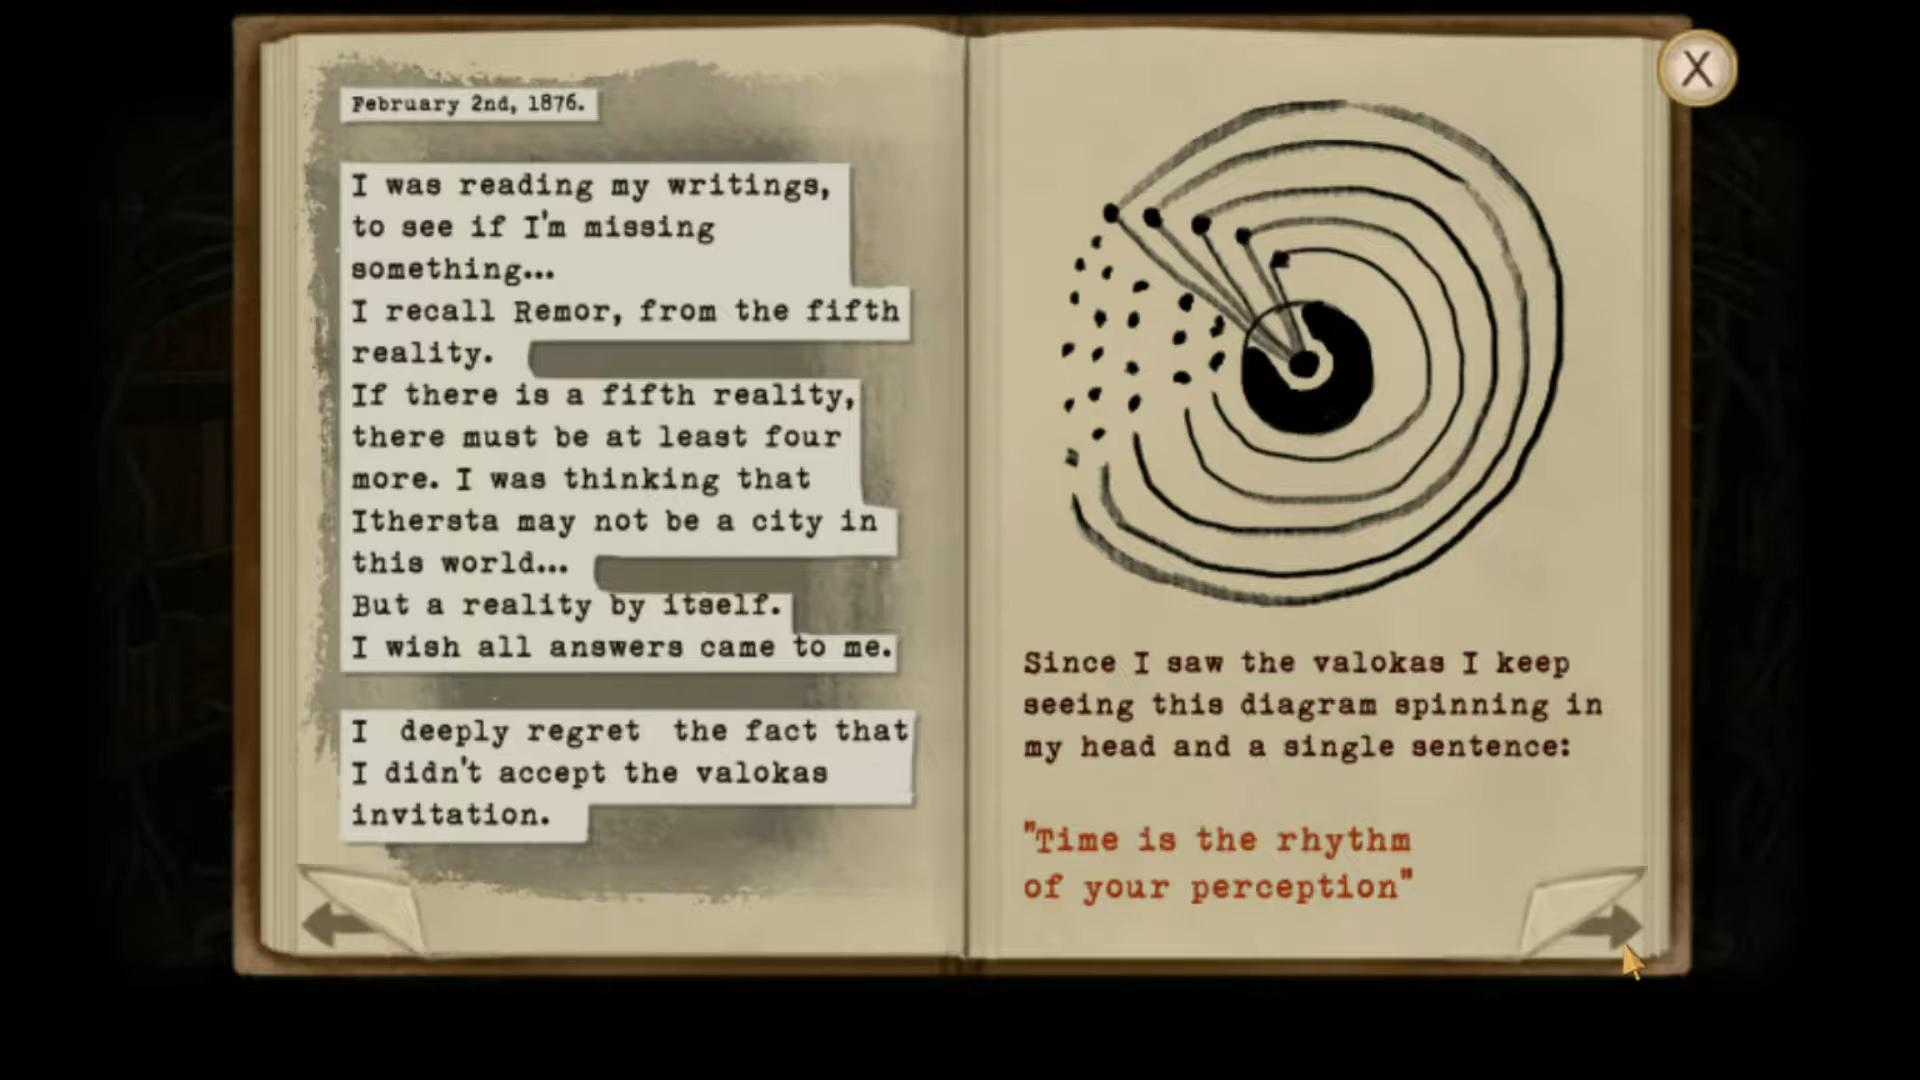 February 2nd, 1876.
I was reading my writings,
to see if I'm missing
something...
I recall Remor, from the fifth
reality.
If there is a fifth reality,
there must be at least four
more. I was thinking that
Ithersta may not be a city in
this world...
But a reality by itself.
I wish all answers came to me.
I deeply regret the fact that
I didn't accept the valokas
invitation.
Since I saw the valokas I keep
seeing this diagram spinning in
my head and a single sentence:
"Time is the rhythm
of your perception"
X